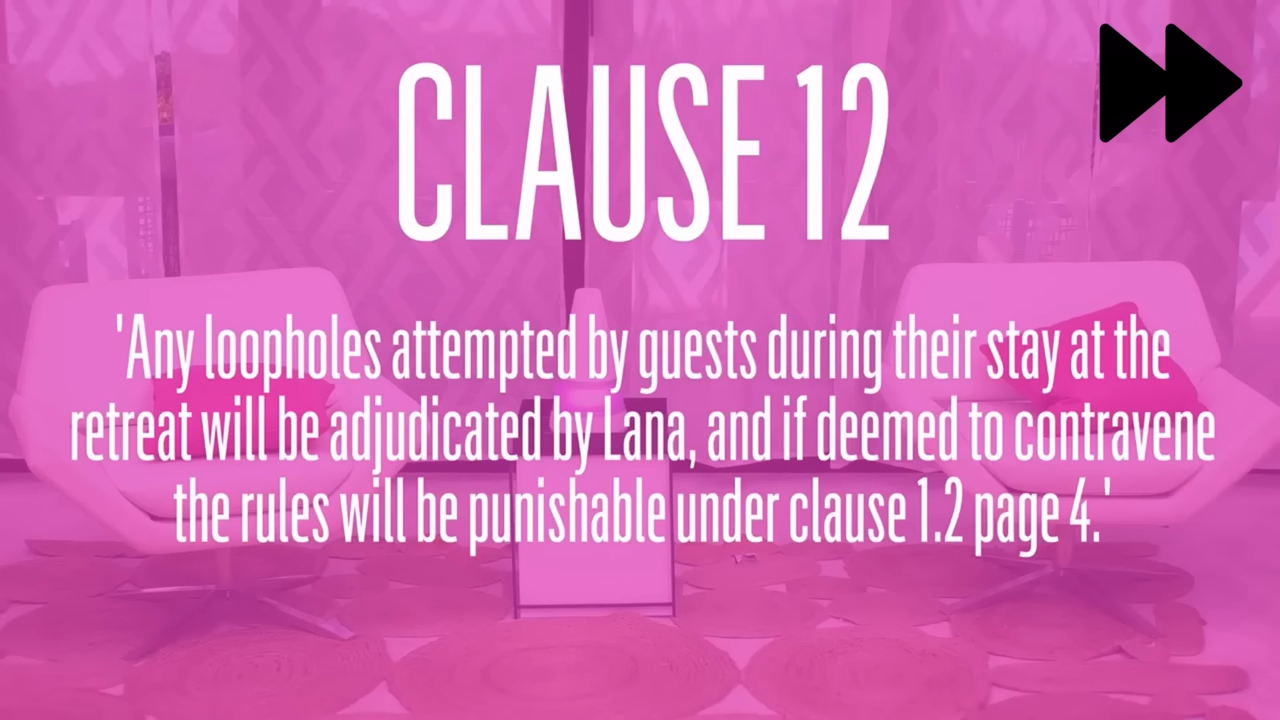 CLAUSE 12
'Any loopholes attempted by guests during their stay at the
retreat will be adjudicated by Lana, and if deemed to contravene
the rules will be punishable under clause 1.2 page 4.'